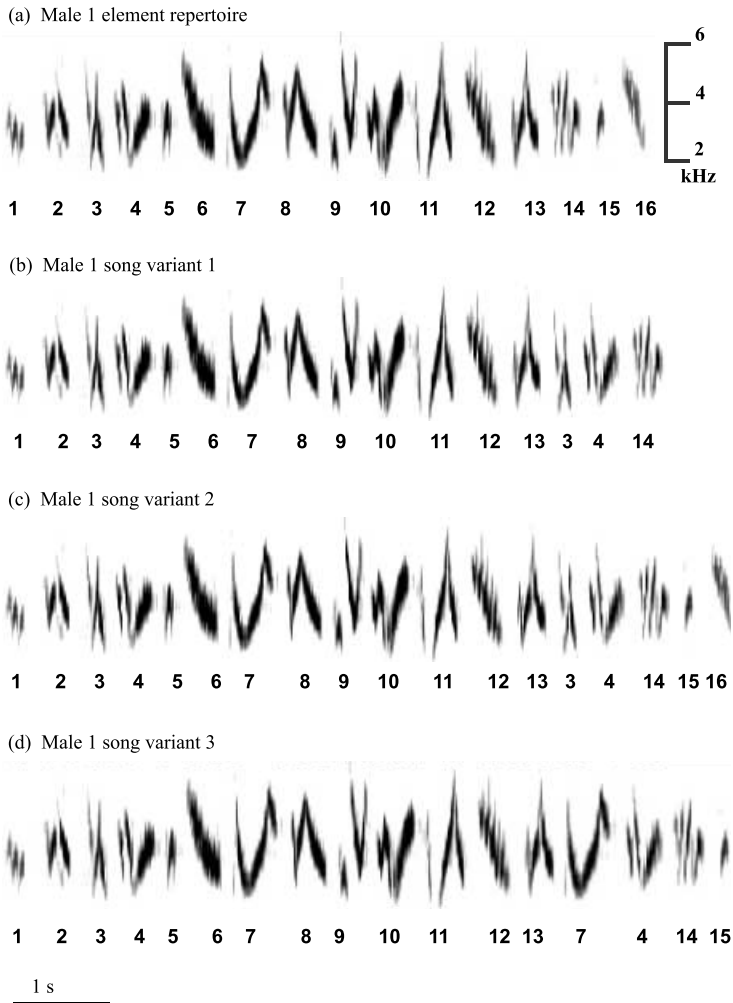 (a) Male 1 element repertoire
6
4
2
kHz
1 2 3 4 5 6 7 8 9 10 11 12 13 14 15 16
(b) Male 1 song variant 1
1 2 3 4 5 6 7 8 9 10 11 12 13 3 4 14
(c) Male 1 song variant 2
1 2 3 4 5 6 7 8 9 10 11 12 13 3 4 14 15 16
(d) Male 1 song variant 3
1 2 3 4 5 6 7 8 9 10 11 12 13 7 4 14 15
1 s